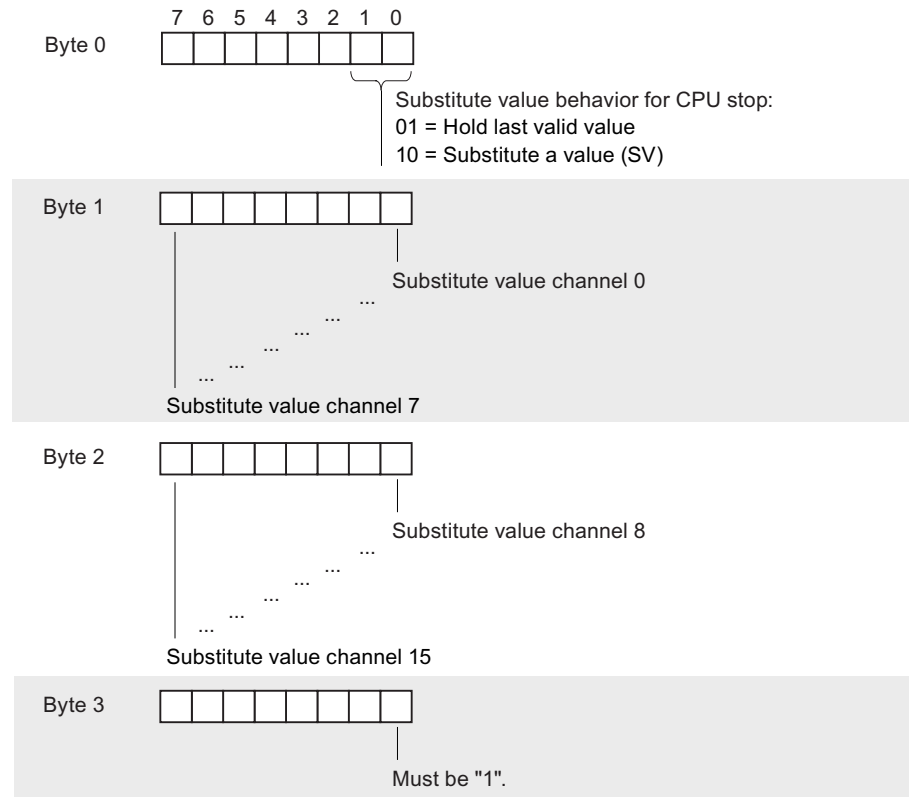 7 6 5 4 3 2 1 0
Byte 0
Substitute value behavior for CPU stop:
01 = Hold last valid value
10 = Substitute a value (SV)
Byte 1
Substitute value channel 0
...
...
...
...
...
...
Substitute value channel 7
Byte 2
Substitute value channel 8
...
...
...
...
...
...
Substitute value channel 15
Byte 3
Must be "1".